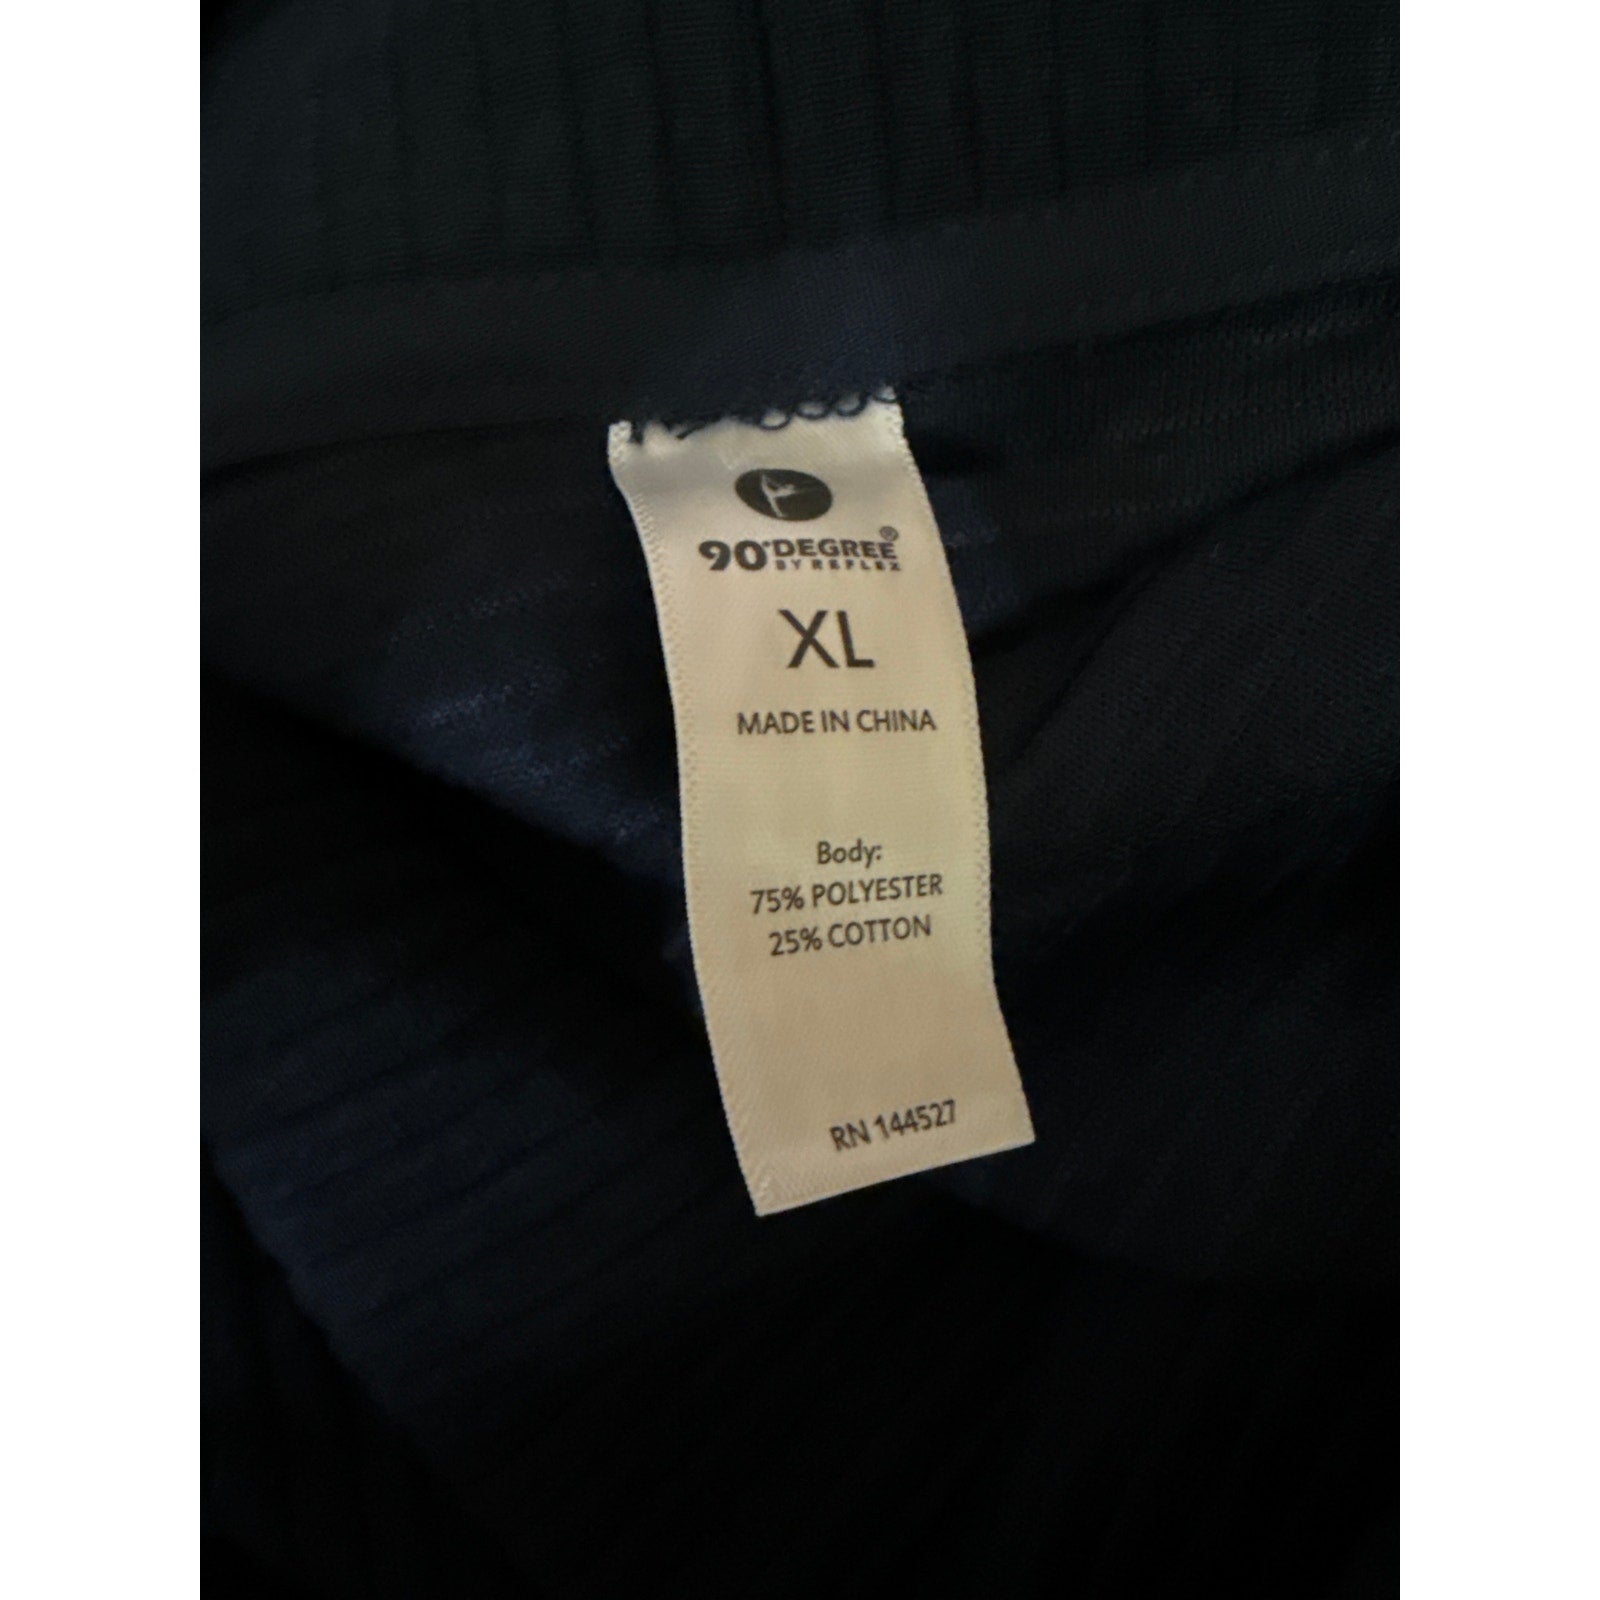 90°DEGREE®
BY REFLEX
XL
MADE IN CHINA
Body:
75% POLYESTER
25% COTTON
RN 144527